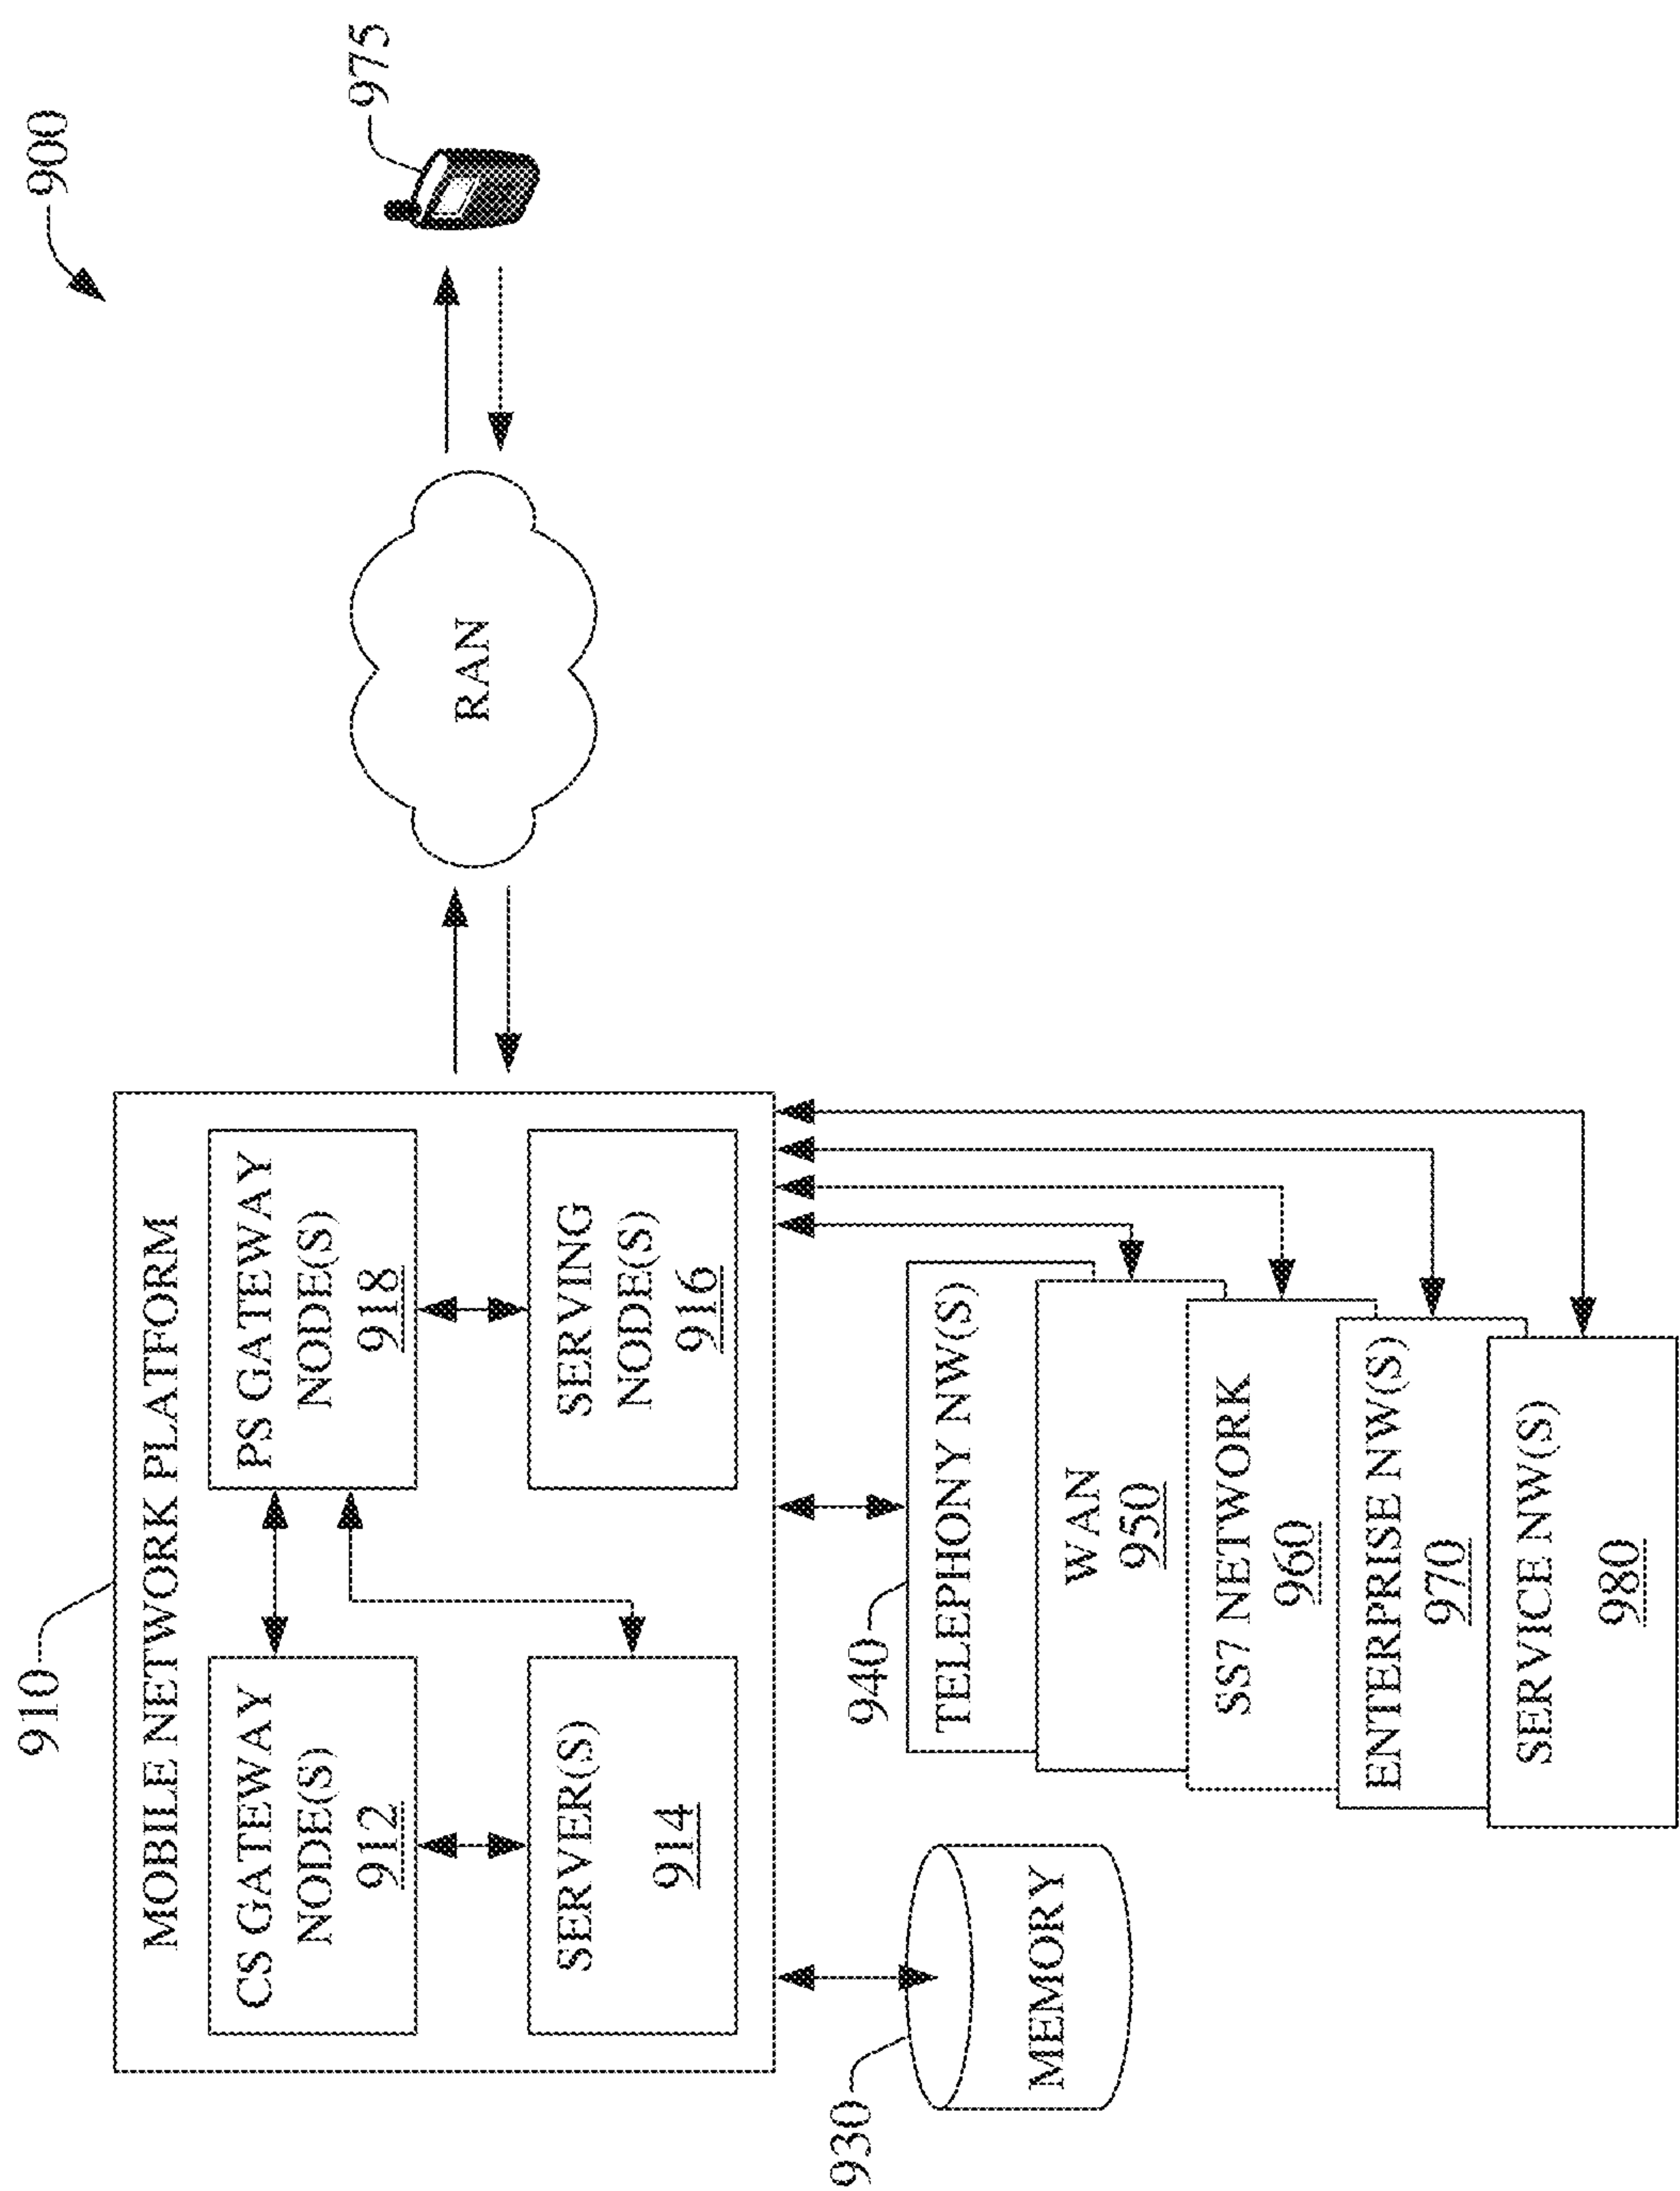 900
910
MOBILE NETWORK PLATFORM
CS GATEWAY
NODE(S)
912
PS GATEWAY
NODE(S)
918
SERVER(S)
914
SERVING
NODE(S)
916
RAN
975
930
MEMORY
940
TELEPHONY NW(S)
WAN
950
SS7 NETWORK
960
ENTERPRISE NW(S)
970
SERVICE NW(S)
980